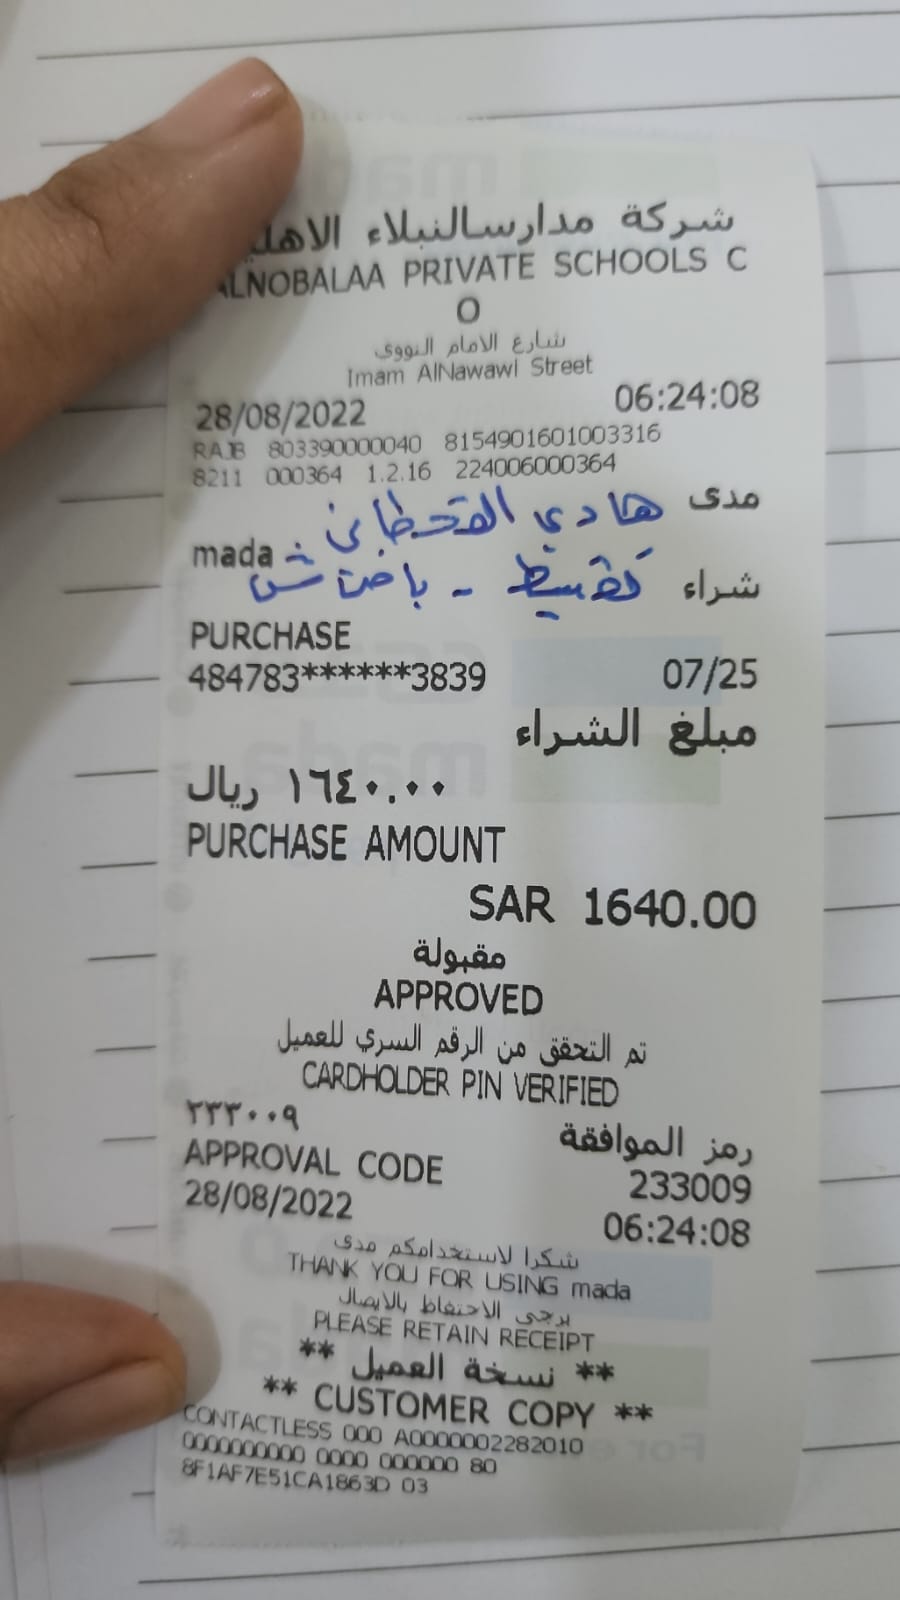 شركة مدارسالنبلاء الاهلي
ALNOBALAA PRIVATE SCHOOLS C
O
شارع الامام النووي
Imam AlNawawi Street
28/08/2022 06:24:08
RAJB 803390000040 8154901601003316
8211 000364 1.2.16 224006000364
مدى
هادي القحطاني
mada
شراء
تقسيط -
PURCHASE
484783******3839 07/25
مبلغ الشراء
١٦٤٠.٠٠ ريال
PURCHASE AMOUNT
SAR 1640.00
مقبولة
APPROVED
تم التحقق من الرقم السري للعميل
CARDHOLDER PIN VERIFIED
٢٣٣٠٠٩ رمز الموافقة
APPROVAL CODE 233009
28/08/2022 06:24:08
شكرا لاستخدامكم مدى
THANK YOU FOR USING mada
يرجى الاحتفاظ بالايصال
PLEASE RETAIN RECEIPT
** نسخة العميل **
** CUSTOMER COPY **
CONTACTLESS 000 A0000002282010
0000000000 0000 000000 80
8F1AF7E51CA1863D 03